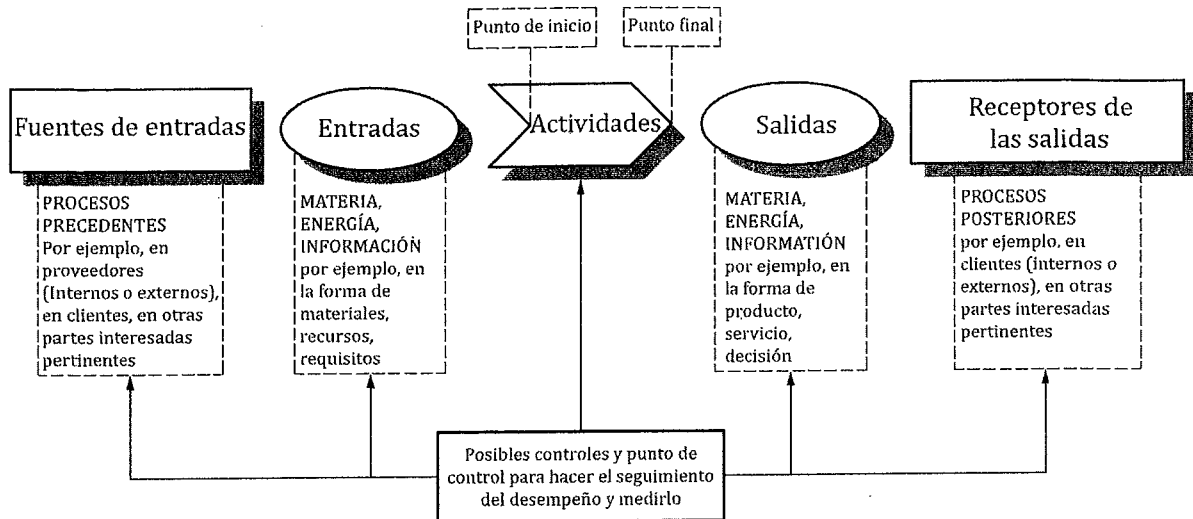 Punto de inicio
Punto final
Fuentes de entradas
Entradas
Actividades
Salidas
Receptores de
las salidas
PROCESOS
PRECEDENTES
Por ejemplo, en
proveedores
(Internos o externos),
en clientes, en otras
partes interesadas
pertinentes
MATERIA,
ENERGÍA,
INFORMACIÓN
por ejemplo, en
la forma de
materiales,
recursos,
requisitos
MATERIA,
ENERGÍA,
INFORMATIÓN
por ejemplo, en
la forma de
producto,
servicio,
decisión
PROCESOS
POSTERIORES
por ejemplo, en
clientes (internos o
externos), en otras
partes interesadas
pertinentes
Posibles controles y punto de
control para hacer el seguimiento
del desempeño y medirlo